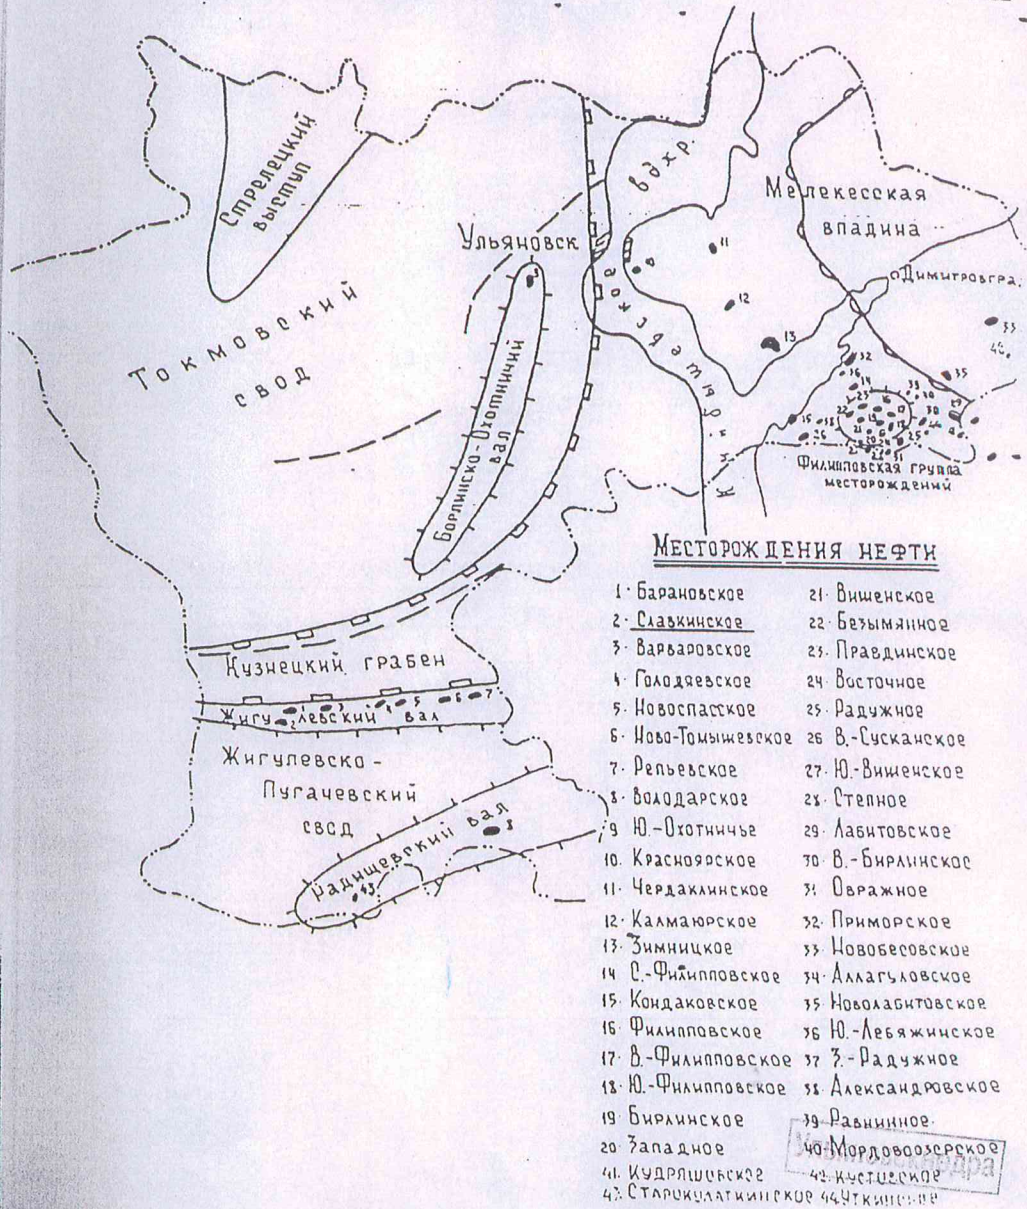 Стрелецкий
выступ
Ульяновск
вдхр.
Мелекесская
впадина
Димитровгра
Токмовский
свод
Борлинско-Охотничий
вал
Филипповская группа
месторождений
Кузнецкий грабен
Жигулевский вал
Жигулевско-
Пугачевский
свод
Радищевский вал
Месторождения нефти
1. Барановское
2. Славкинское
3. Варваровское
4. Голодяевское
5. Новоспасское
6. Ново-Томышевское
7. Репьевское
8. Володарское
9 Ю.-Охотничье
10. Красноярское
11. Чердаклинское
12. Калмаюрское
13. Зимницкое
14 С.-Филипповское
15. Кондаковское
16 Филипповское
17. В.-Филипповское
18. Ю.-Филипповское
19 Бирлинское
20 Западное
41. Кудряшовское
43. Старокулаткинское
21. Вишенское
22. Безымянное
23. Правдинское
24. Восточное
25. Радужное
26 В.-Сусканское
27. Ю.-Вишенское
28. Степное
29. Лабитовское
30. В.-Бирлинское
31 Овражное
32. Приморское
33. Новобесовское
34. Аллагуловское
35. Новолабитовское
36 Ю.-Лебяжинское
37 З.-Радужное
38 Александровское
39. Равнинное.
40. Мордовоозерское
42.
44